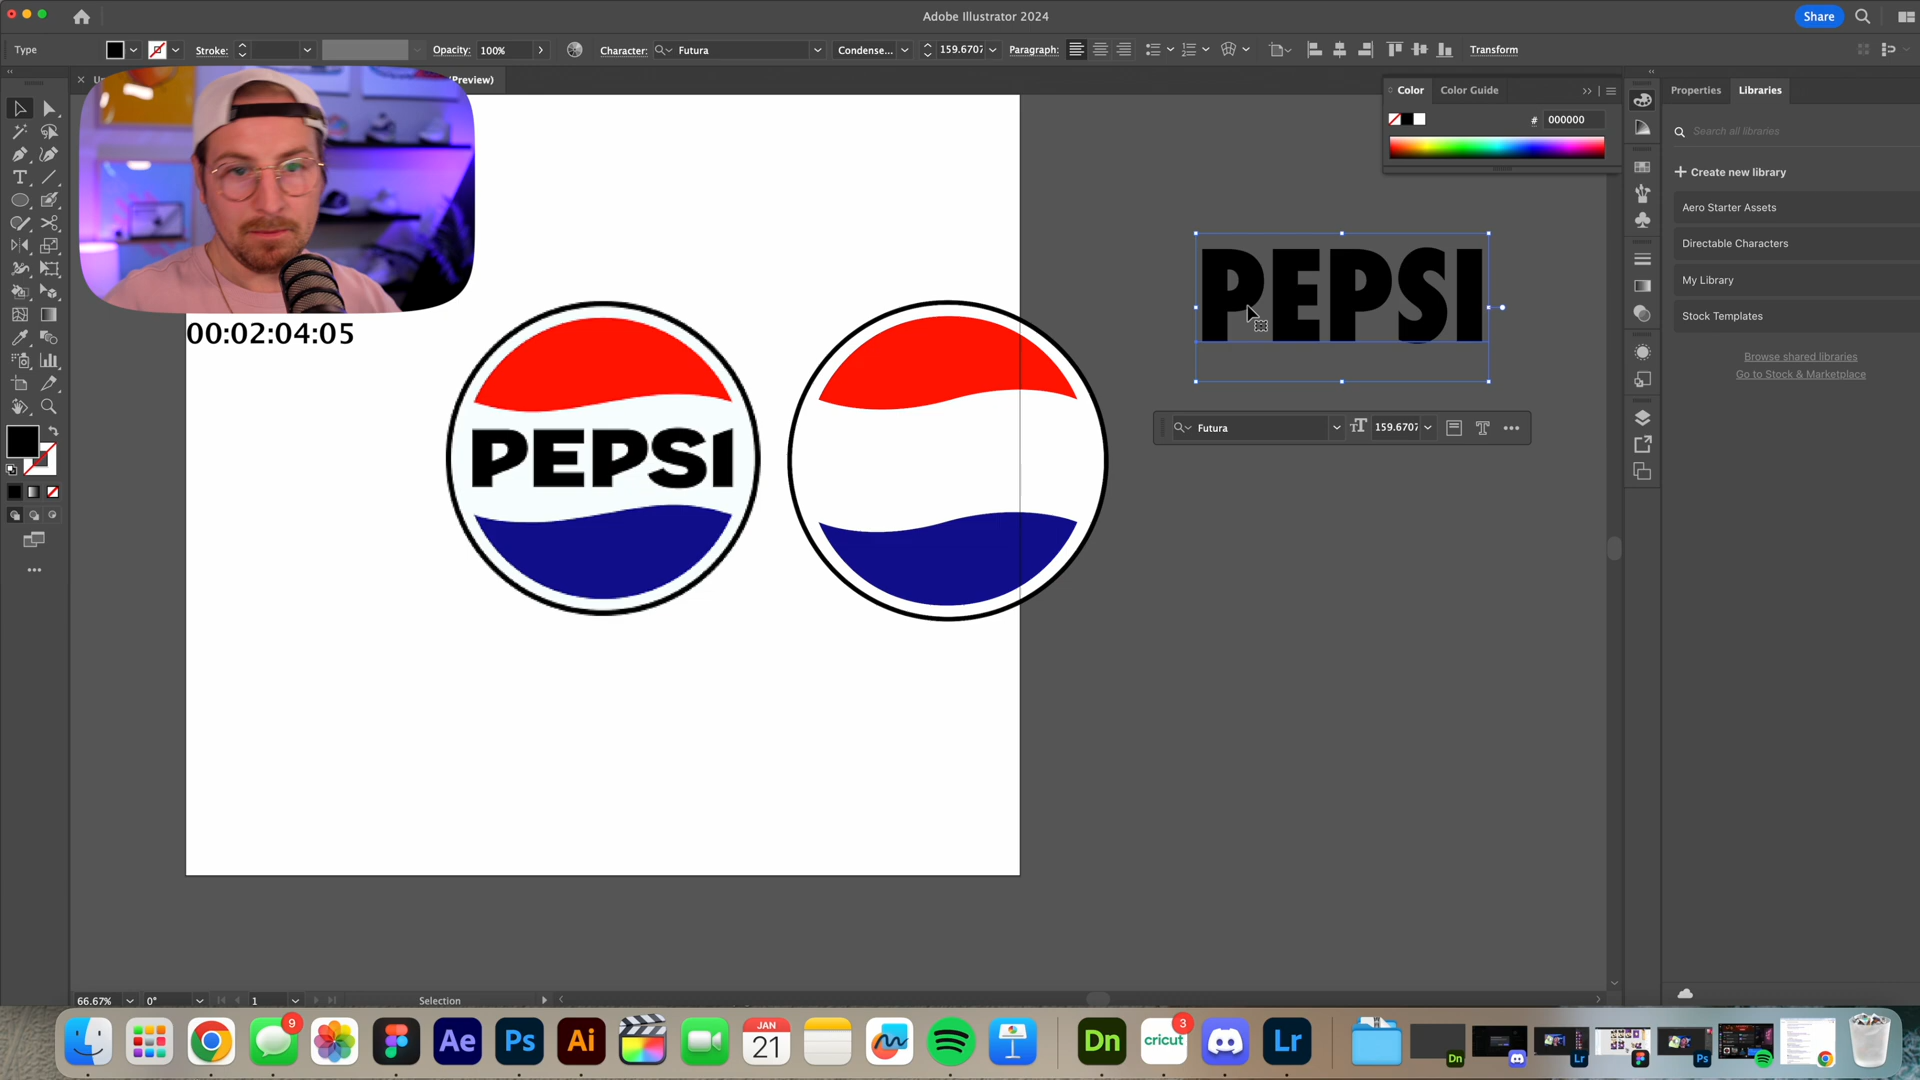 Adobe Illustrator 2024
Share
Type
Stroke:
Opacity: 100%
Character: Futura
Condense...
159.6707
Paragraph:
Transform
(Preview)
Color
Color Guide
# 000000
Properties
Libraries
Search all libraries
Create new library
Aero Starter Assets
Directable Characters
My Library
Stock Templates
Browse shared libraries
Go to Stock & Marketplace
PEPSI
Futura
159.6707
00:02:04:05
PEPSI
66.67%
0°
1
Selection
9
Ae
Ps
Ai
JAN
21
Dn
cricut
3
Lr
Dn
Lr
Ps